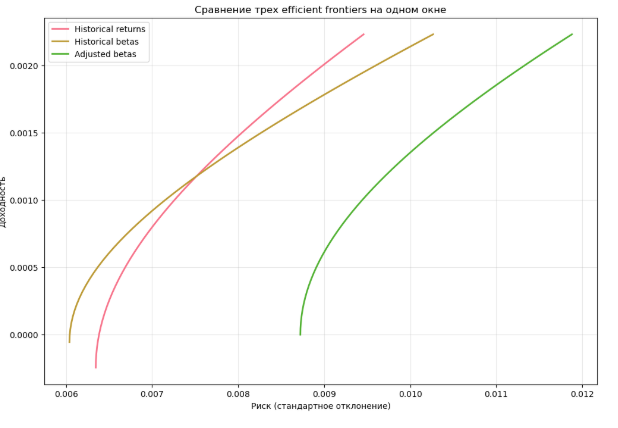 Сравнение трех efficient frontiers на одном окне
Historical returns
Historical betas
Adjusted betas
0.0020
0.0015
0.0010
0.0005
0.0000
Доходность
0.006 0.007 0.008 0.009 0.010 0.011 0.012
Риск (стандартное отклонение)